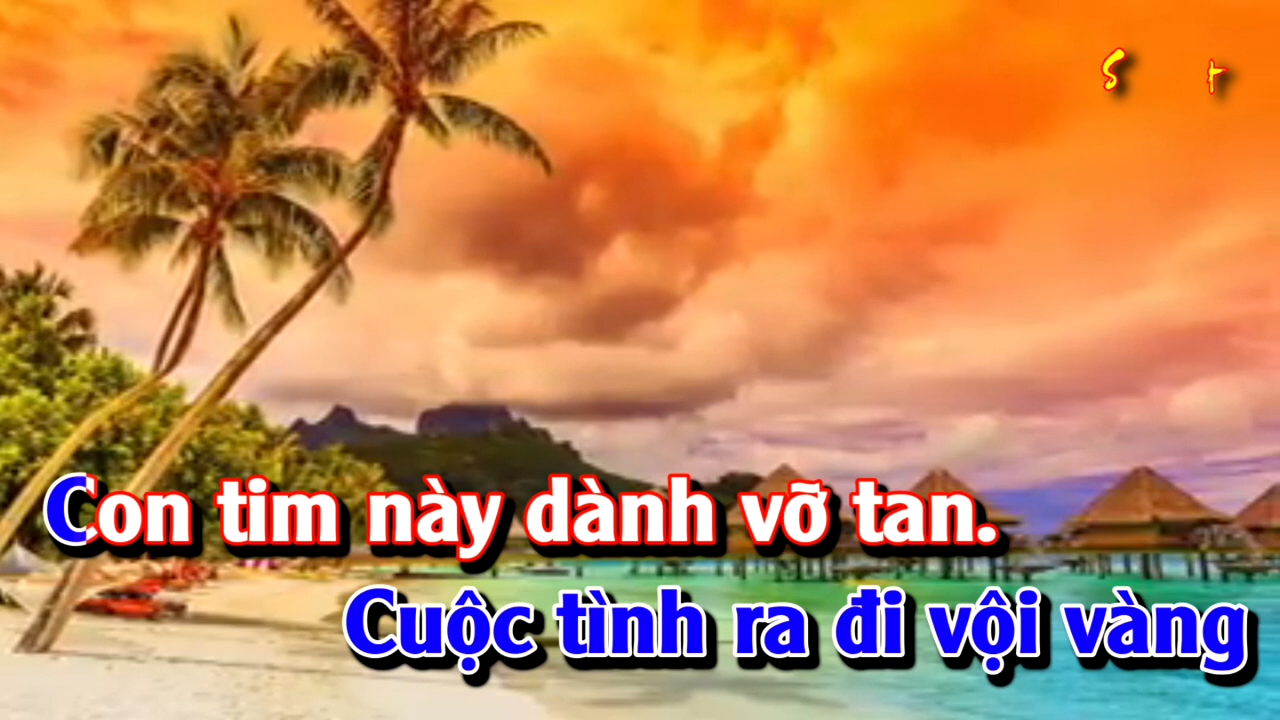 S t
Con tim này dành vỡ tan.
Cuộc tình ra đi vội vàng